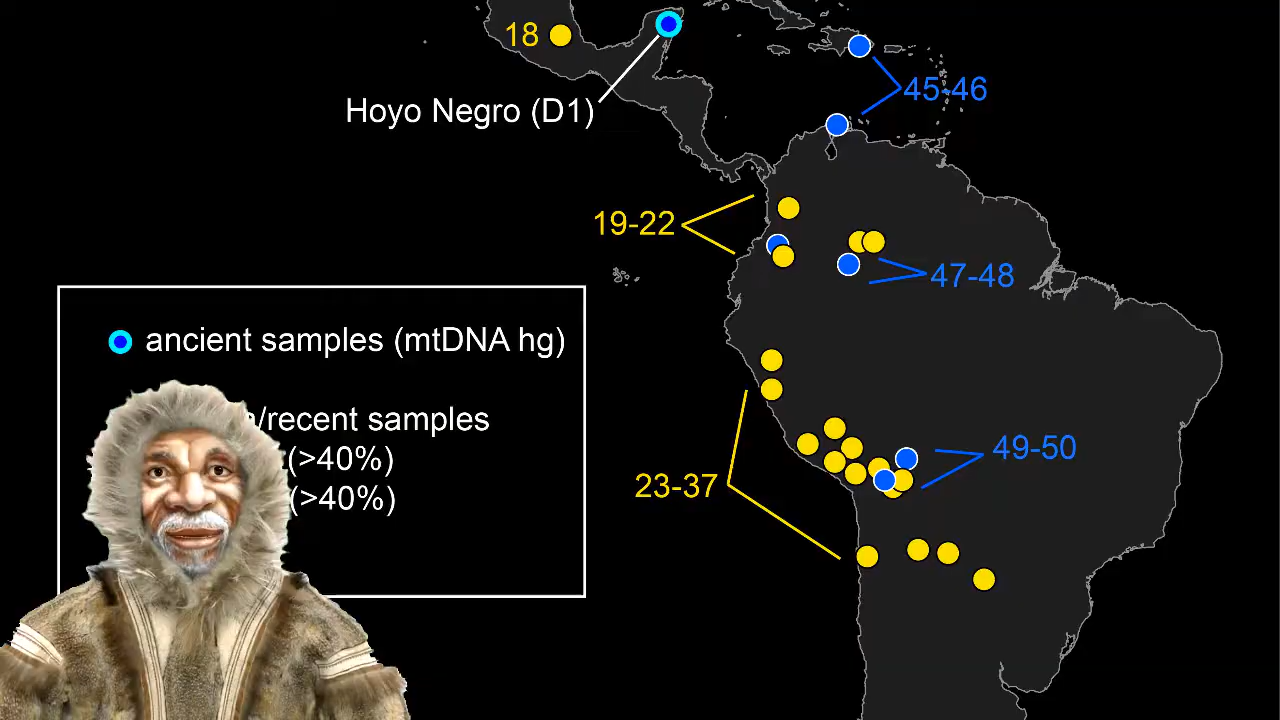 18
Hoyo Negro (D1)
45-46
19-22
47-48
ancient samples (mtDNA hg)
/recent samples
(>40%)
(>40%)
49-50
23-37